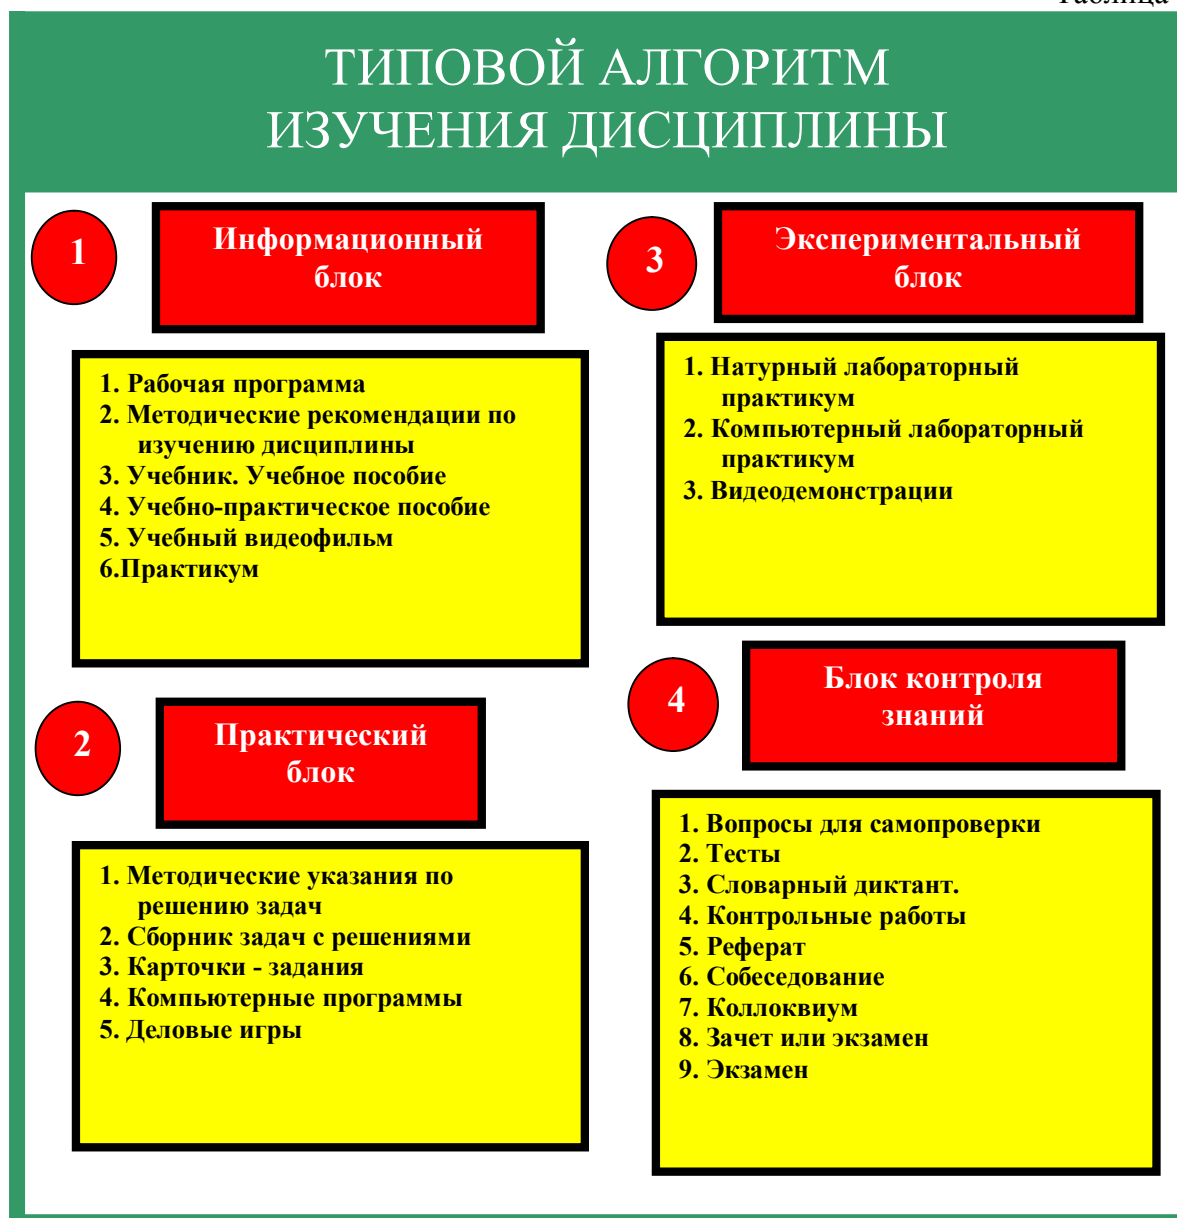 Таблица
ТИПОВОЙ АЛГОРИТМ
ИЗУЧЕНИЯ ДИСЦИПЛИНЫ
1
Информационный
блок
1. Рабочая программа
2. Методические рекомендации по
изучению дисциплины
3. Учебник. Учебное пособие
4. Учебно-практическое пособие
5. Учебный видеофильм
6.Практикум
2
Практический
блок
1. Методические указания по
решению задач
2. Сборник задач с решениями
3. Карточки - задания
4. Компьютерные программы
5. Деловые игры
3
Экспериментальный
блок
1. Натурный лабораторный
практикум
2. Компьютерный лабораторный
практикум
3. Видеодемонстрации
4
Блок контроля
знаний
1. Вопросы для самопроверки
2. Тесты
3. Словарный диктант.
4. Контрольные работы
5. Реферат
6. Собеседование
7. Коллоквиум
8. Зачет или экзамен
9. Экзамен